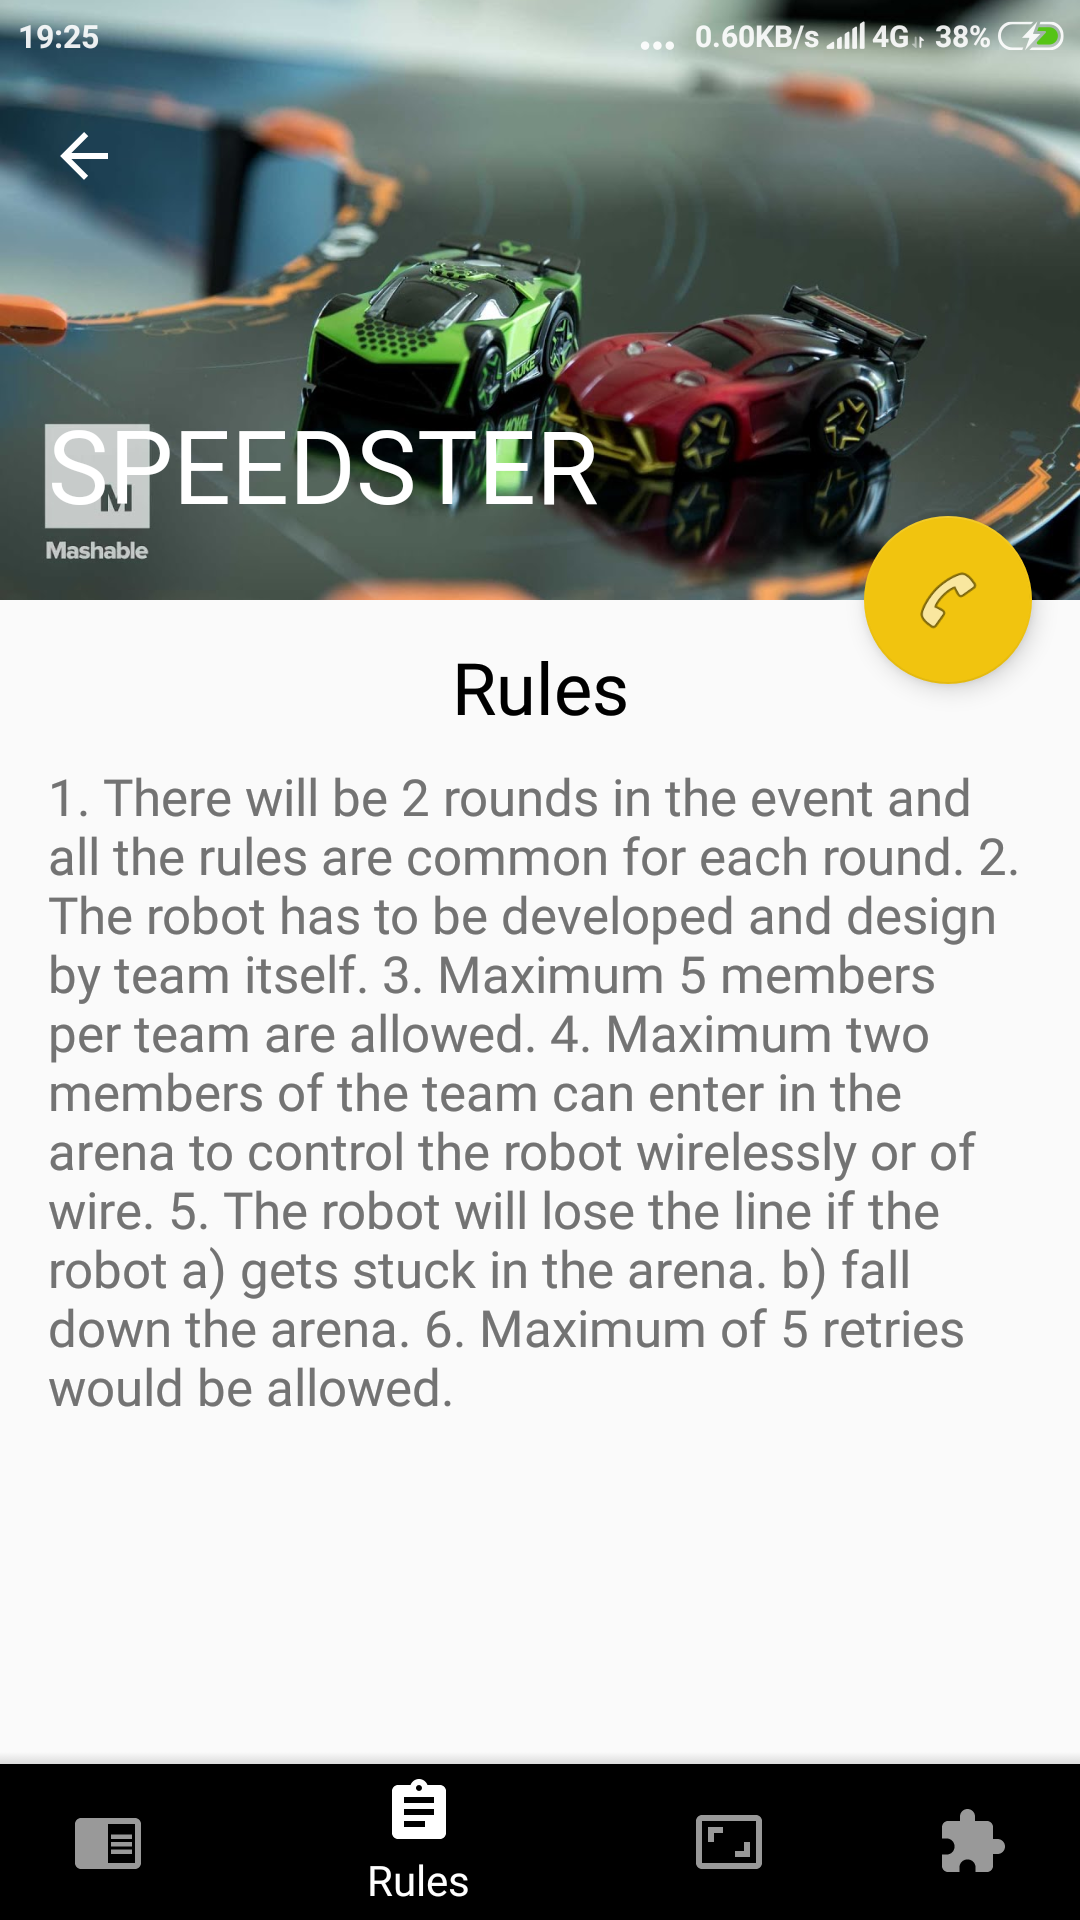 19:25
... 0.60KB/s 4G 38%
NUKE
NUKE
SPEEDSTER
M
Mashable
Rules
1. There will be 2 rounds in the event and
all the rules are common for each round. 2.
The robot has to be developed and design
by team itself. 3. Maximum 5 members
per team are allowed. 4. Maximum two
members of the team can enter in the
arena to control the robot wirelessly or of
wire. 5. The robot will lose the line if the
robot a) gets stuck in the arena. b) fall
down the arena. 6. Maximum of 5 retries
would be allowed.
Rules